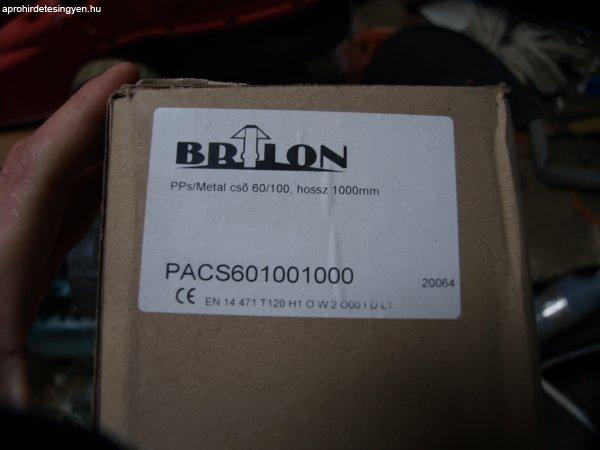 aprohirdetesingyen.hu
BRILON
PPs/Metal cső 60/100, hossz 1000mm
PACS601001000
20064
CE EN 14 471 T120 H1 O W 2 O00 I D L1